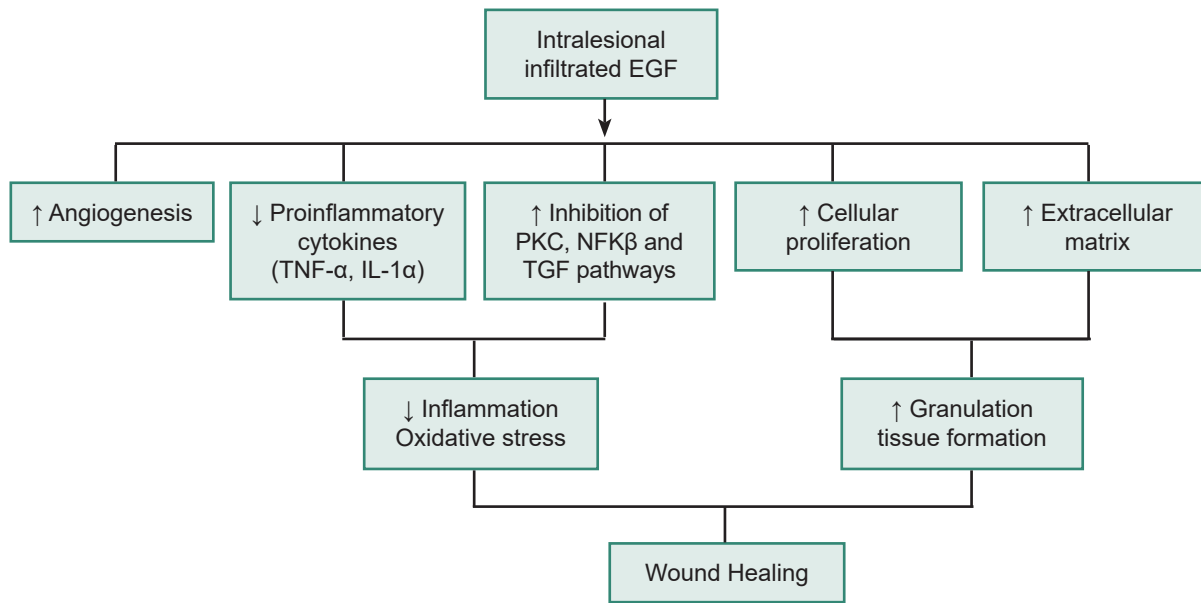 Intralesional
infiltrated EGF
↑ Angiogenesis
↓ Proinflammatory
cytokines
(TNF-α, IL-1α)
↑ Inhibition of
PKC, NFKβ and
TGF pathways
↑ Cellular
proliferation
↑ Extracellular
matrix
↓ Inflammation
Oxidative stress
↑ Granulation
tissue formation
Wound Healing